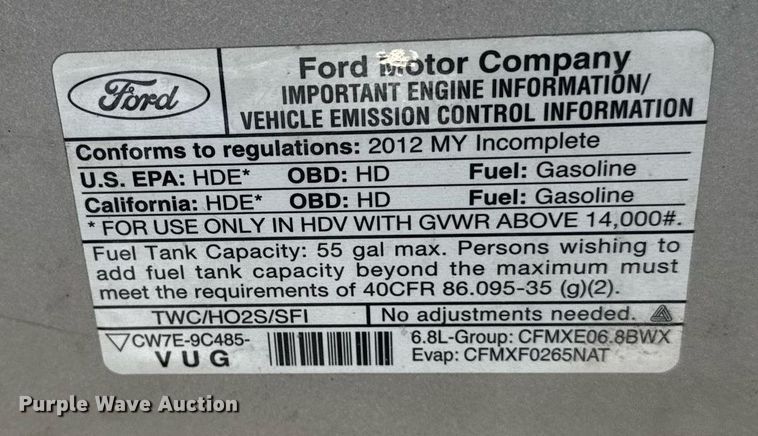 Ford
Ford Motor Company
IMPORTANT ENGINE INFORMATION/
VEHICLE EMISSION CONTROL INFORMATION
Conforms to regulations: 2012 MY Incomplete
U.S. EPA: HDE* OBD: HD Fuel: Gasoline
California: HDE* OBD: HD Fuel: Gasoline
* FOR USE ONLY IN HDV WITH GVWR ABOVE 14,000#.
Fuel Tank Capacity: 55 gal max. Persons wishing to
add fuel tank capacity beyond the maximum must
meet the requirements of 40CFR 86.095-35 (g)(2).
TWC/HO2S/SFI No adjustments needed.
CW7E-9C485- 6.8L-Group: CFMXE06.8BWX
VUG Evap: CFMXF0265NAT
Purple Wave Auction